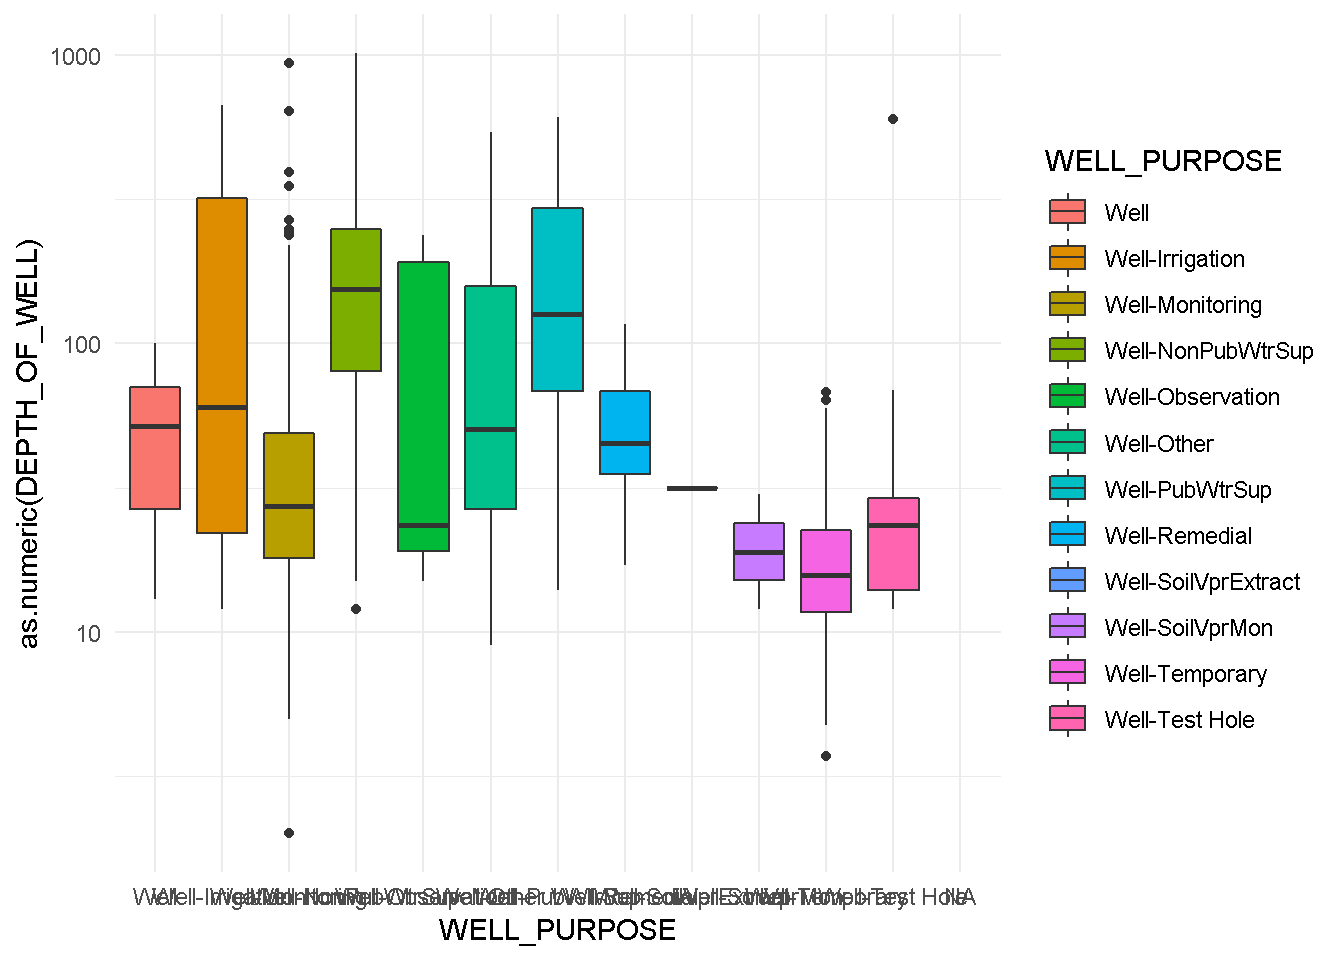 1000
100
10
as.numeric(DEPTH_OF_WELL)
WELL_PURPOSE
WELL_PURPOSE
Well
Well-Irrigation
Well-Monitoring
Well-NonPubWtrSup
Well-Observation
Well-Other
Well-PubWtrSup
Well-Remedial
Well-SoilVprExtract
Well-SoilVprMon
Well-Temporary
Well-Test Hole